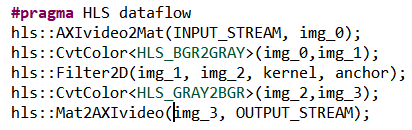 #pragma HLS dataflow
hls::AXIvideo2Mat(INPUT_STREAM, img_0);
hls::CvtColor<HLS_BGR2GRAY>(img_0,img_1);
hls::Filter2D(img_1, img_2, kernel, anchor);
hls::CvtColor<HLS_GRAY2BGR>(img_2,img_3);
hls::Mat2AXIvideo(img_3, OUTPUT_STREAM);